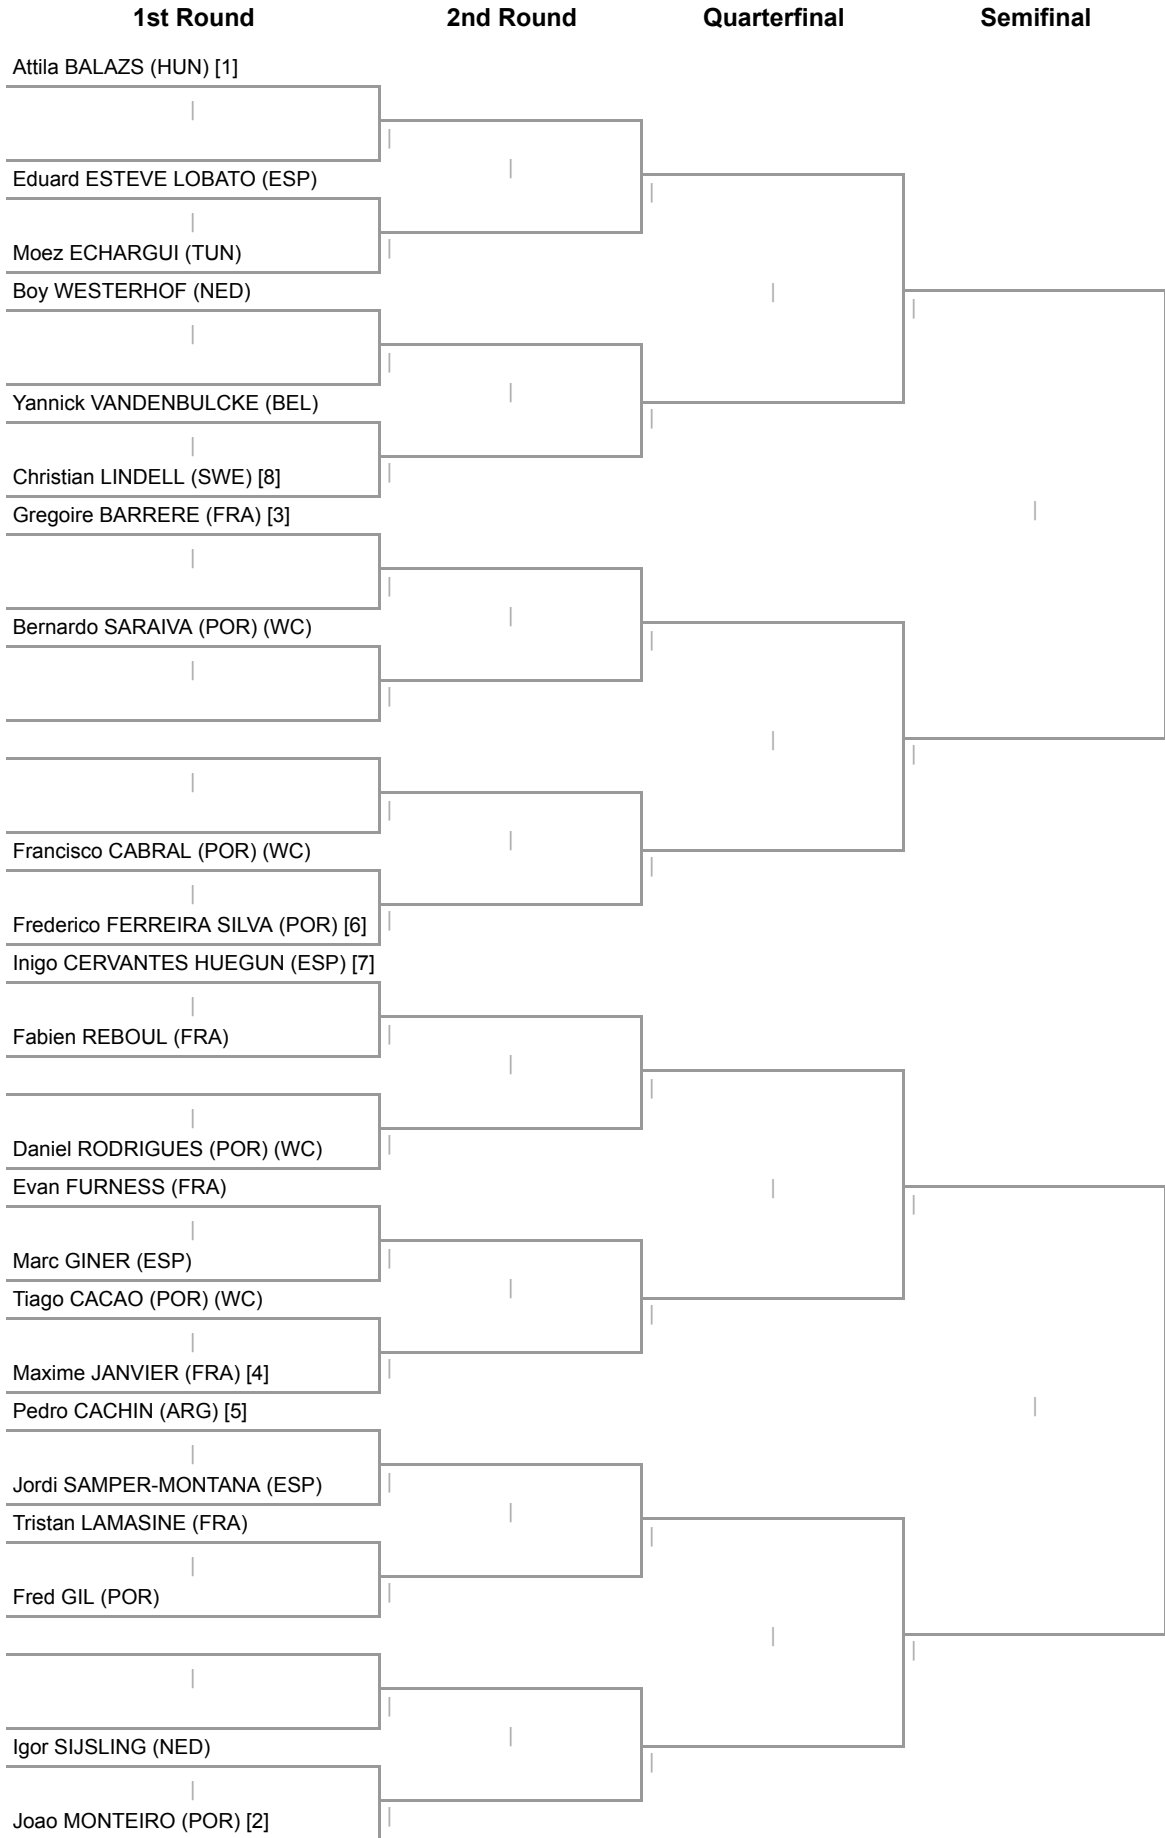 1st Round 2nd Round Quarterfinal Semifinal
Attila BALAZS (HUN) [1]
Eduard ESTEVE LOBATO (ESP)
Moez ECHARGUI (TUN)
Boy WESTERHOF (NED)
Yannick VANDENBULCKE (BEL)
Christian LINDELL (SWE) [8]
Gregoire BARRERE (FRA) [3]
Bernardo SARAIVA (POR) (WC)
Francisco CABRAL (POR) (WC)
Frederico FERREIRA SILVA (POR) [6]
Inigo CERVANTES HUEGUN (ESP) [7]
Fabien REBOUL (FRA)
Daniel RODRIGUES (POR) (WC)
Evan FURNESS (FRA)
Marc GINER (ESP)
Tiago CACAO (POR) (WC)
Maxime JANVIER (FRA) [4]
Pedro CACHIN (ARG) [5]
Jordi SAMPER-MONTANA (ESP)
Tristan LAMASINE (FRA)
Fred GIL (POR)
Igor SIJSLING (NED)
Joao MONTEIRO (POR) [2]